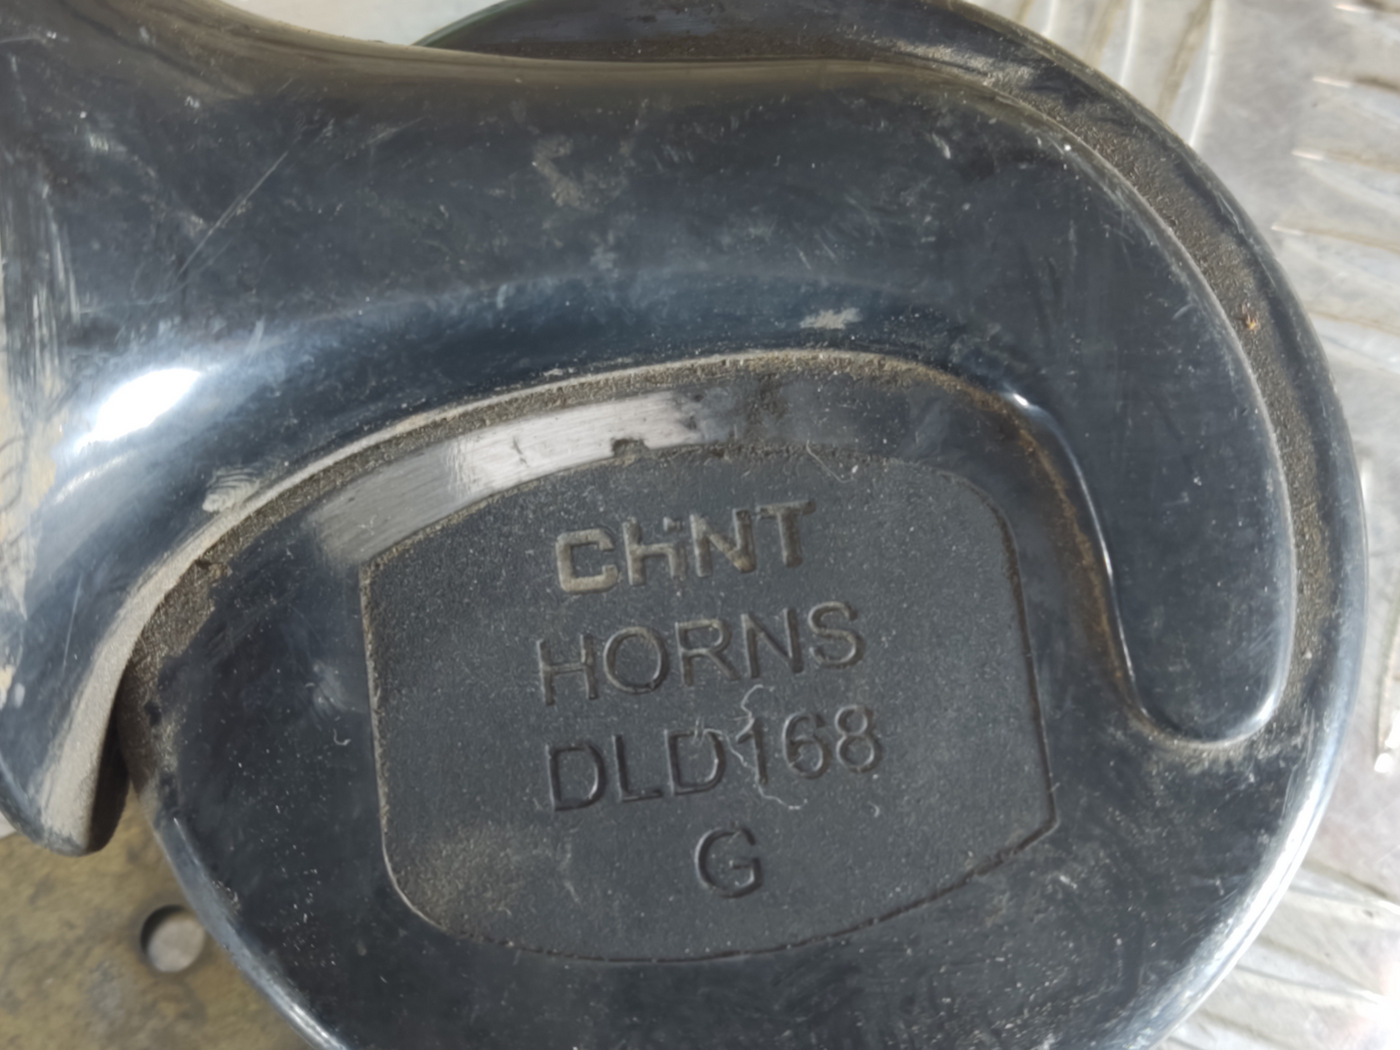 CHNT
HORNS
DLD168
G